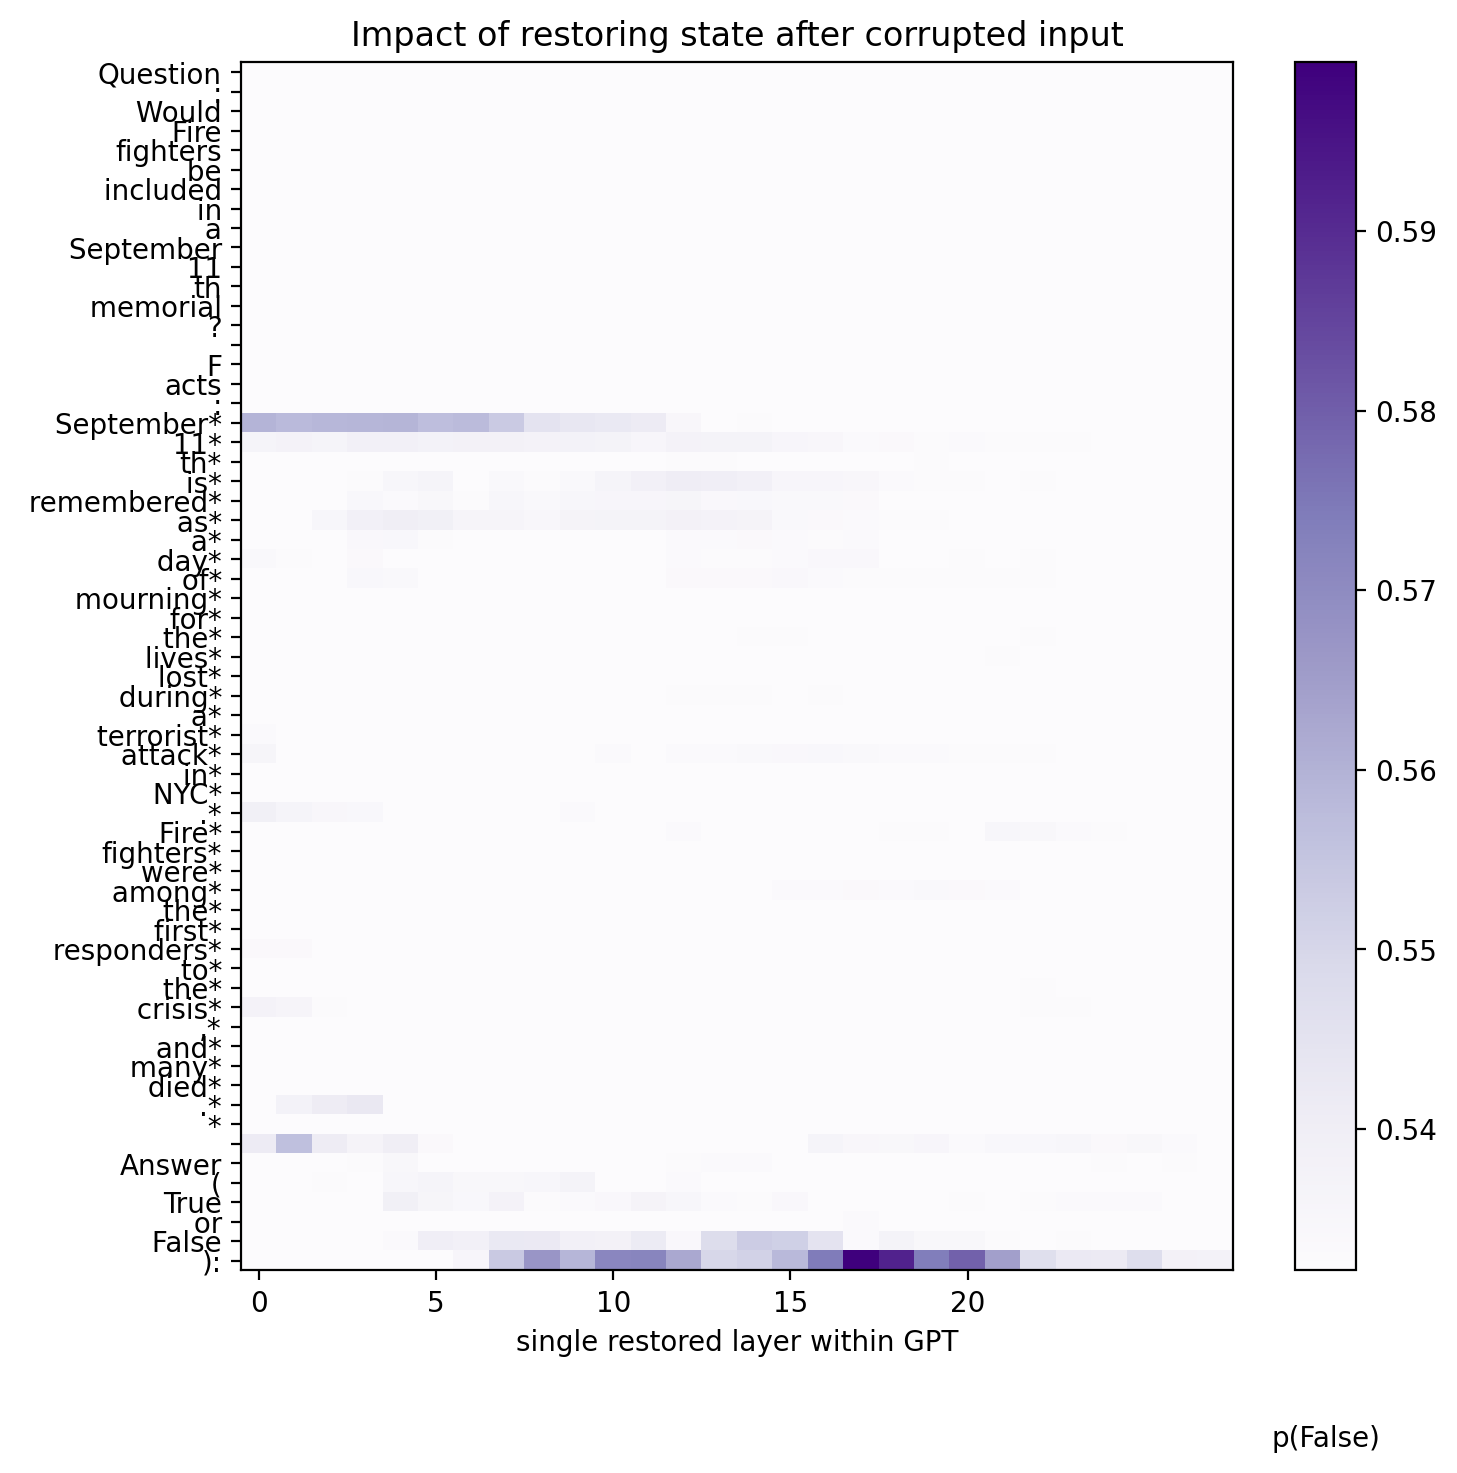 Impact of restoring state after corrupted input
Question
:
Would
Fire
fighters
be
included
in
a
September
11
th
memorial
?
F
acts
:
September*
11*
th*
is*
remembered*
as*
a*
day*
of*
mourning*
for*
the*
lives*
lost*
during*
a*
terrorist*
attack*
in*
NYC*
.*
Fire*
fighters*
were*
among*
the*
first*
responders*
to*
the*
crisis*
,*
and*
many*
died*
.*
*
Answer
(
True
or
False
):
0 5 10 15 20
single restored layer within GPT
0.59
0.58
0.57
0.56
0.55
0.54
p(False)